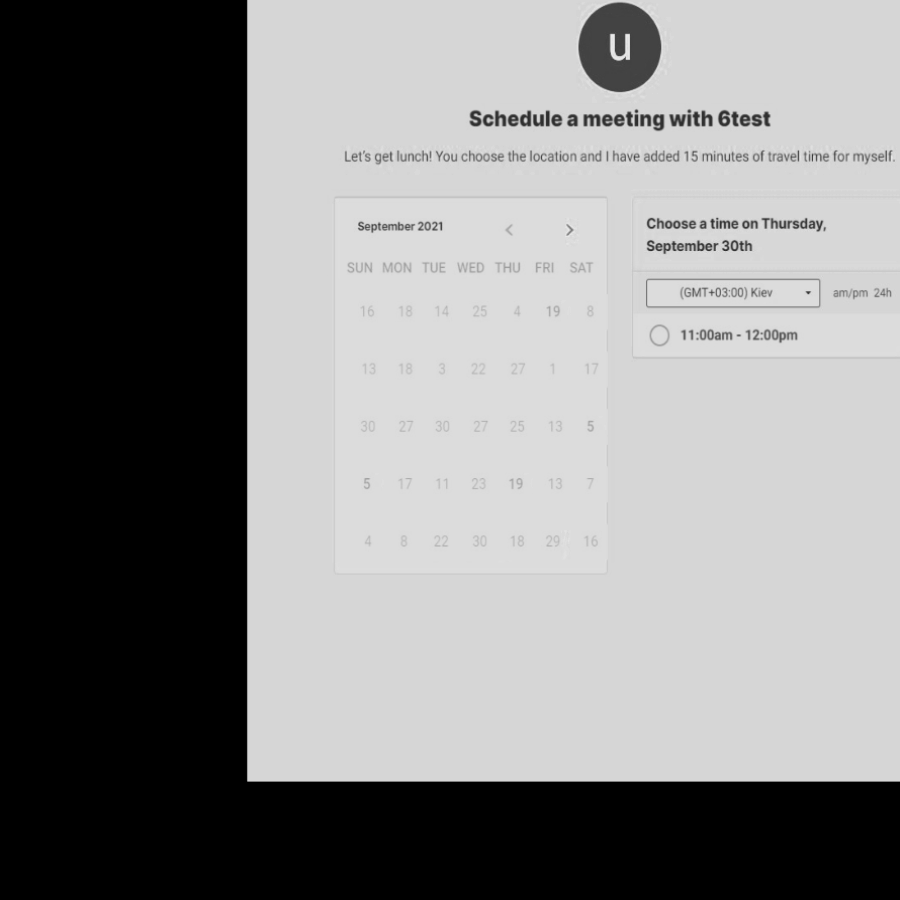 u
Schedule a meeting with 6test
Let's get lunch! You choose the location and I have added 15 minutes of travel time for myself.
September 2021
SUN MON TUE WED THU FRI SAT
16 18 14 25 4 19 8
13 18 3 22 27 1 17
30 27 30 27 25 13 5
5 17 11 23 19 13 7
4 8 22 30 18 29 16
Choose a time on Thursday,
September 30th
(GMT+03:00) Kiev
am/pm 24h
11:00am - 12:00pm